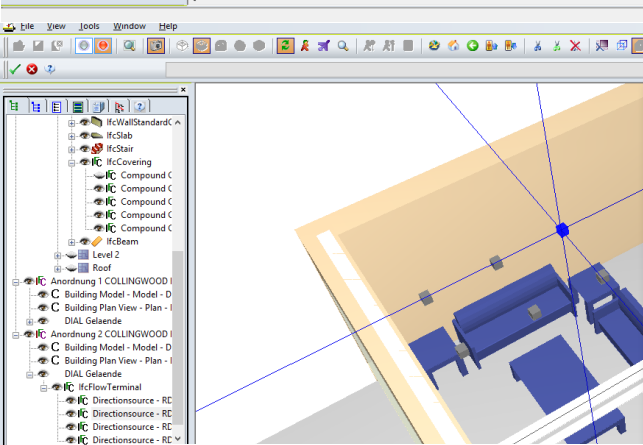 File View Tools Window Help
IfcWallStandardC
IfcSlab
IfcStair
IfcCovering
Compound C
Compound C
Compound C
Compound C
Compound C
IfcBeam
Level 2
Roof
Anordnung 1 COLLINGWOOD I
Building Model - Model - D
Building Plan View - Plan - I
DIAL Gelaende
Anordnung 2 COLLINGWOOD I
Building Model - Model - D
Building Plan View - Plan - I
DIAL Gelaende
IfcFlowTerminal
Directionsource - RD
Directionsource - RD
Directionsource - RD
Directionsource - RD